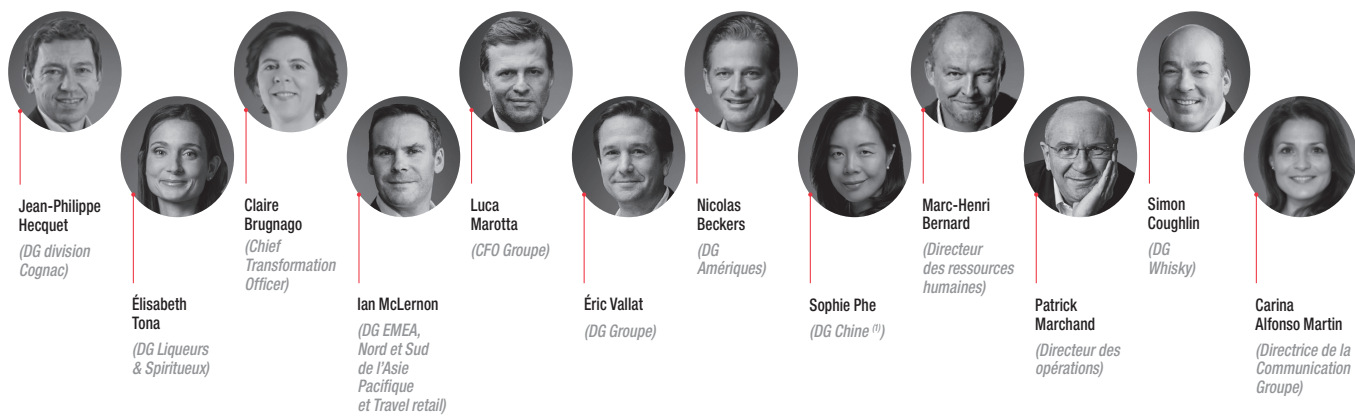 Jean-Philippe
Hecquet
(DG division
Cognac)
Élisabeth
Tona
(DG Liqueurs
& Spiritueux)
Claire
Brugnago
(Chief
Transformation
Officer)
Ian McLernon
(DG EMEA,
Nord et Sud
de l'Asie
Pacifique
et Travel retail)
Luca
Marotta
(CFO Groupe)
Éric Vallat
(DG Groupe)
Nicolas
Beckers
(DG
Amériques)
Sophie Phe
(DG Chine (1))
Marc-Henri
Bernard
(Directeur
des ressources
humaines)
Patrick
Marchand
(Directeur des
opérations)
Simon
Coughlin
(DG
Whisky)
Carina
Alfonso Martin
(Directrice de la
Communication
Groupe)